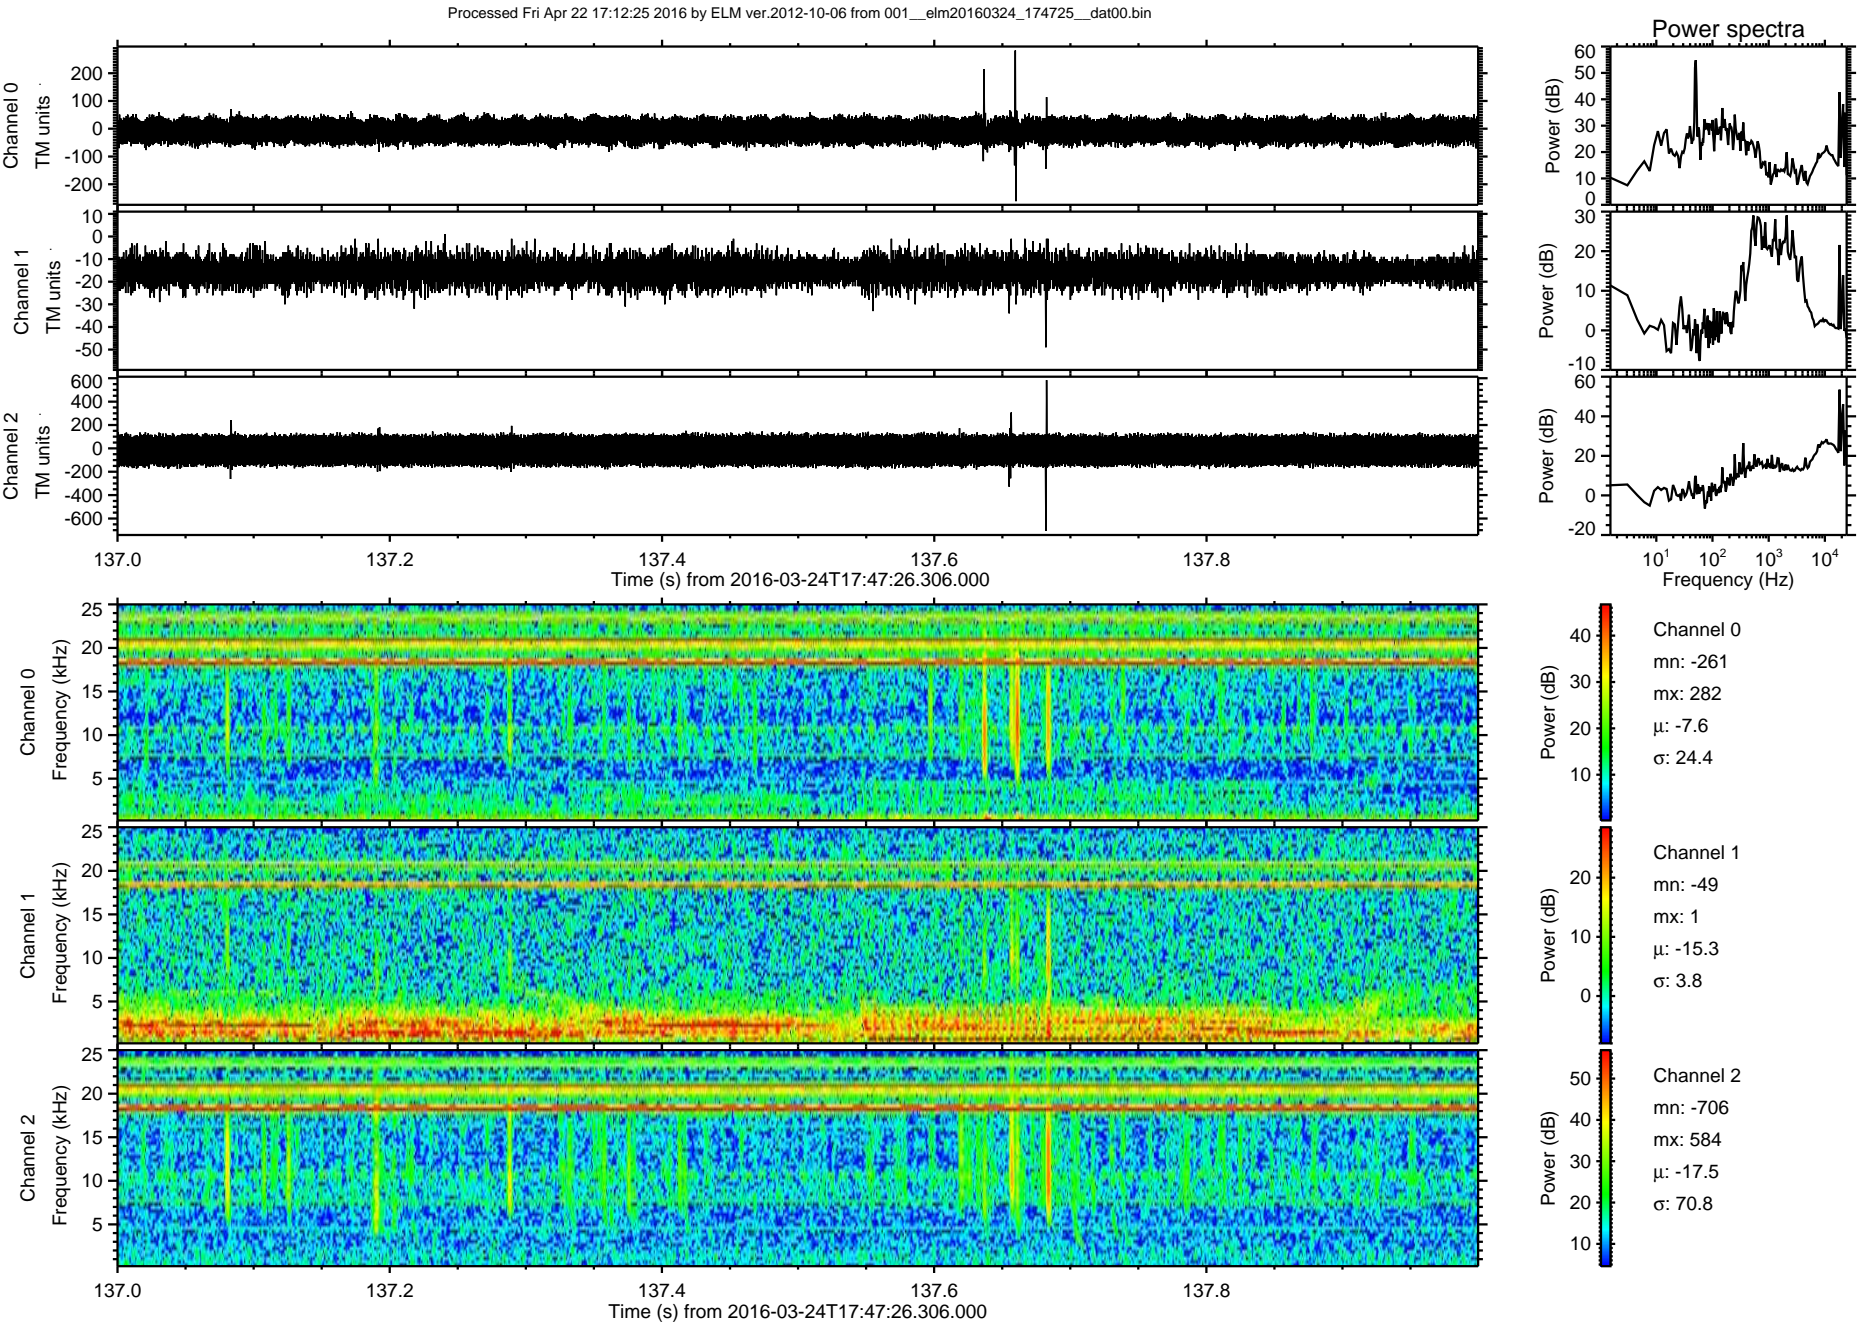 Processed Fri Apr 22 17:12:25 2016 by ELM ver.2012-10-06 from 001__elm20160324_174725__dat00.bin
Power spectra
Channel 0
TM units
200
100
0
-100
-200
Power (dB)
60
50
40
30
20
10
0
Channel 1
TM units
10
0
-10
-20
-30
-40
-50
Power (dB)
30
20
10
0
-10
Channel 2
TM units
600
400
200
0
-200
-400
-600
Power (dB)
60
40
20
0
-20
137.0 137.2 137.4 137.6 137.8
Time (s) from 2016-03-24T17:47:26.306.000
10^1 10^2 10^3 10^4
Frequency (Hz)
Channel 0
Frequency (kHz)
25
20
15
10
5
Power (dB)
40
30
20
10
Channel 0
mn: -261
mx: 282
μ: -7.6
σ: 24.4
Channel 1
Frequency (kHz)
25
20
15
10
5
Power (dB)
20
10
0
Channel 1
mn: -49
mx: 1
μ: -15.3
σ: 3.8
Channel 2
Frequency (kHz)
25
20
15
10
5
Power (dB)
50
40
30
20
10
Channel 2
mn: -706
mx: 584
μ: -17.5
σ: 70.8
137.0 137.2 137.4 137.6 137.8
Time (s) from 2016-03-24T17:47:26.306.000